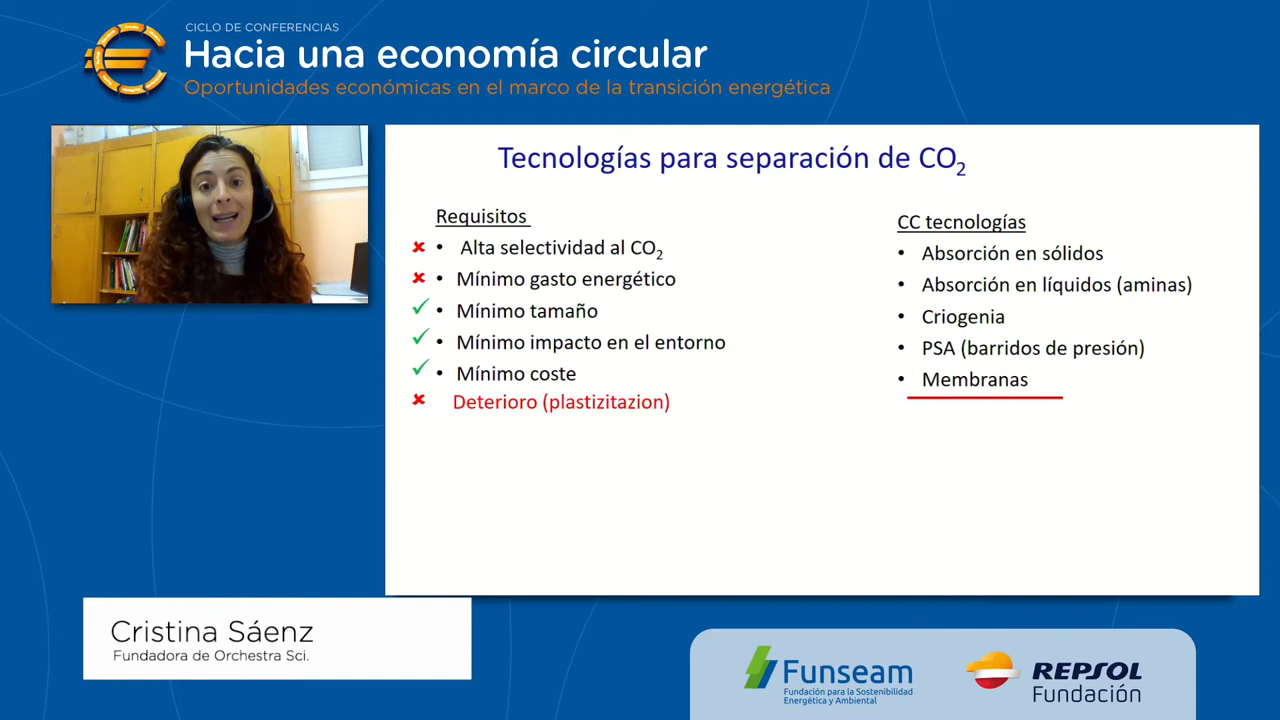 CICLO DE CONFERENCIAS
Hacia una economía circular
Oportunidades económicas en el marco de la transición energética
Tecnologías para separación de CO₂
Requisitos
✘ • Alta selectividad al CO₂
✘ • Mínimo gasto energético
✓ • Mínimo tamaño
✓ • Mínimo impacto en el entorno
✓ • Mínimo coste
✘ Deterioro (plastizitazion)
CC tecnologías
• Absorción en sólidos
• Absorción en líquidos (aminas)
• Criogenia
• PSA (barridos de presión)
• Membranas
Cristina Sáenz
Fundadora de Orchestra Sci.
Funseam
Fundación para la Sostenibilidad
Energética y Ambiental
REPSOL
Fundación